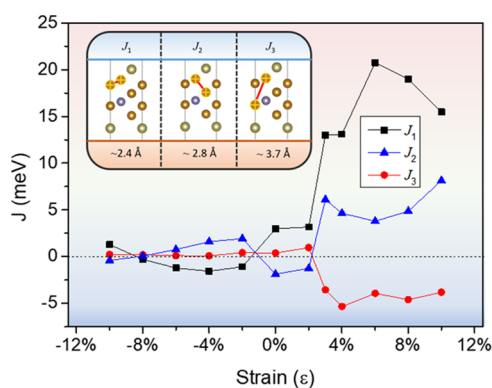 25
20
15
10
5
0
-5
J (meV)
J1 J2 J3
~2.4 Å ~2.8 Å ~3.7 Å
J1
J2
J3
-12% -8% -4% 0% 4% 8% 12%
Strain (ε)